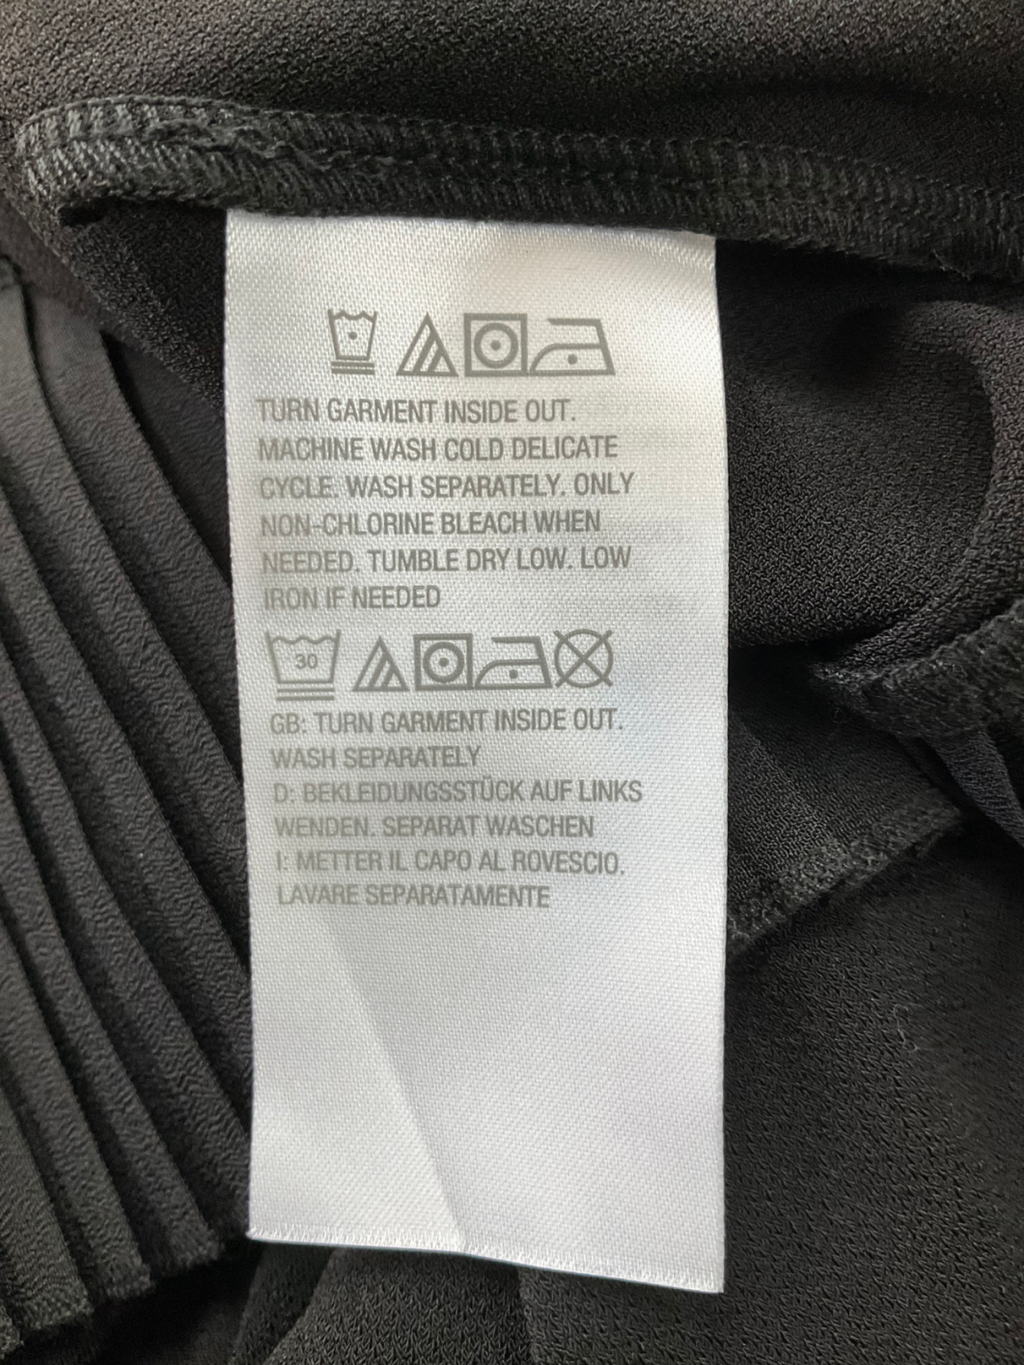 TURN GARMENT INSIDE OUT.
MACHINE WASH COLD DELICATE
CYCLE. WASH SEPARATELY. ONLY
NON-CHLORINE BLEACH WHEN
NEEDED. TUMBLE DRY LOW. LOW
IRON IF NEEDED
30
GB: TURN GARMENT INSIDE OUT.
WASH SEPARATELY
D: BEKLEIDUNGSSTÜCK AUF LINKS
WENDEN. SEPARAT WASCHEN
I: METTER IL CAPO AL ROVESCIO.
LAVARE SEPARATAMENTE